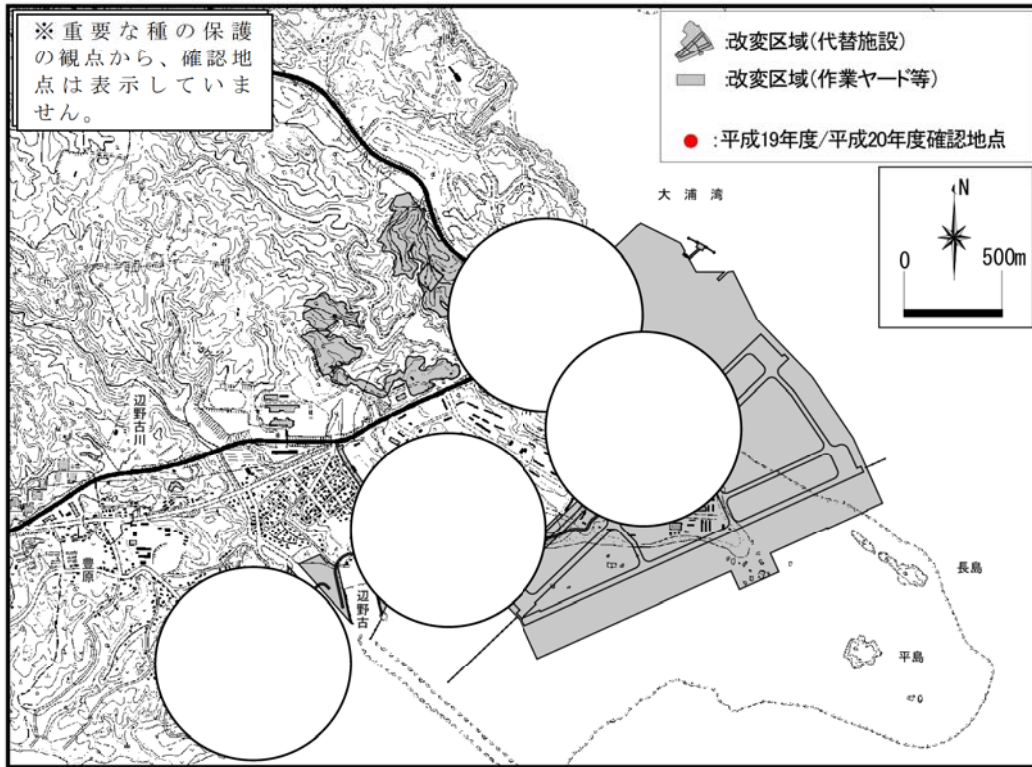 ※重要な種の保護
の観点から、確認地
点は表示していま
せん。
:改変区域(代替施設)
:改変区域(作業ヤード等)
:平成19年度/平成20年度確認地点
大浦湾
N
0 500m
辺野古川
豊原
辺野古
長島
平島